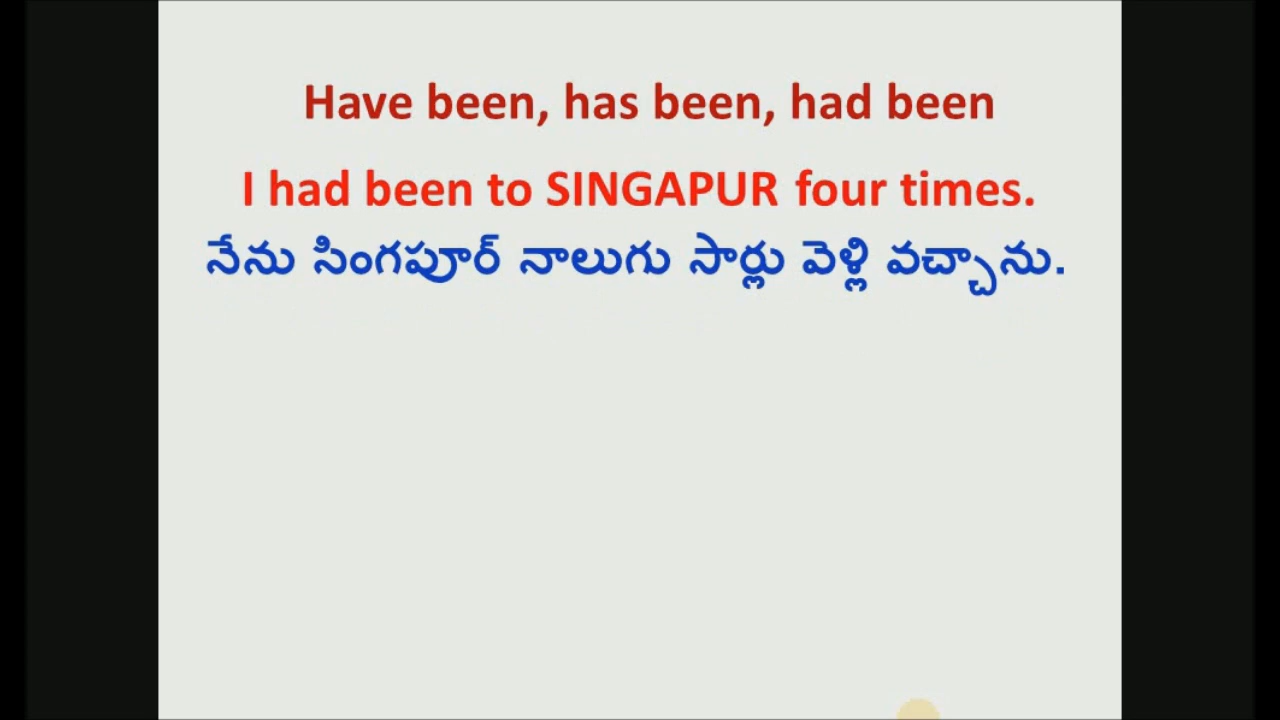 Have been, has been, had been
I had been to SINGAPUR four times.
నేను సింగపూర్ నాలుగు సార్లు వెళ్లి వచ్చాను.